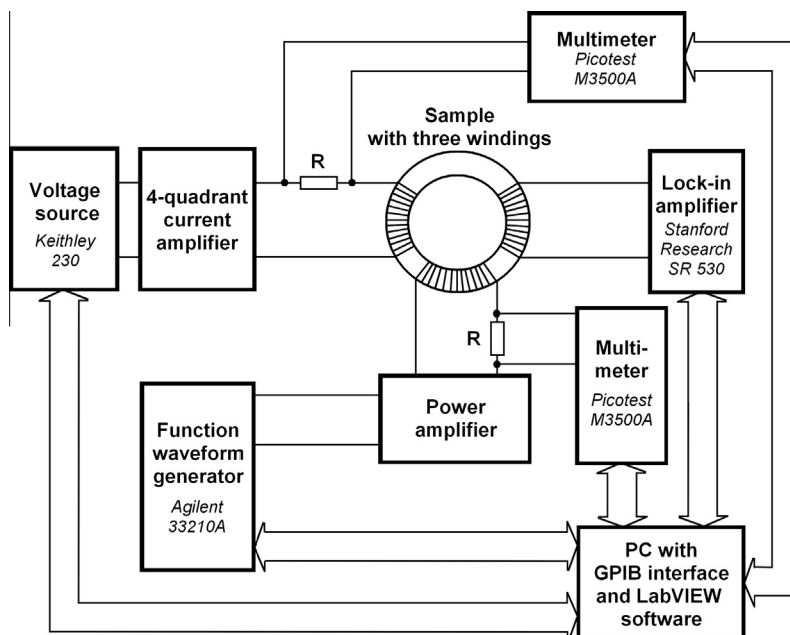 Multimeter
Picotest
M3500A
Sample
with three windings
R
Voltage
source
Keithley
230
4-quadrant
current
amplifier
Lock-in
amplifier
Stanford
Research
SR 530
R
Multi-
meter
Picotest
M3500A
Power
amplifier
Function
waveform
generator
Agilent
33210A
PC with
GPIB interface
and LabVIEW
software